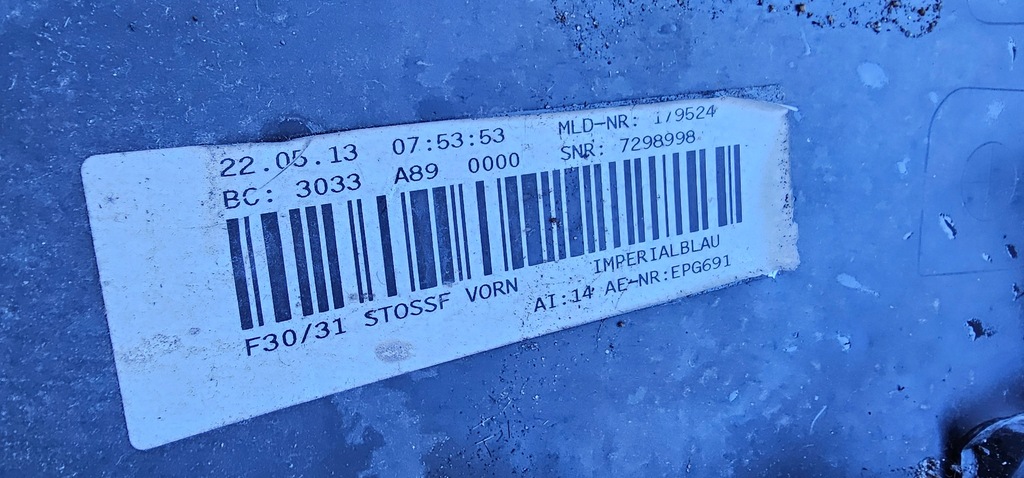 22.05.13 07:53:53 MLD-NR: 179524
BC: 3033 A89 0000 SNR: 7298998
IMPERIALBLAU
F30/31 STOSSF VORN AI:14 AE-NR:EPG691